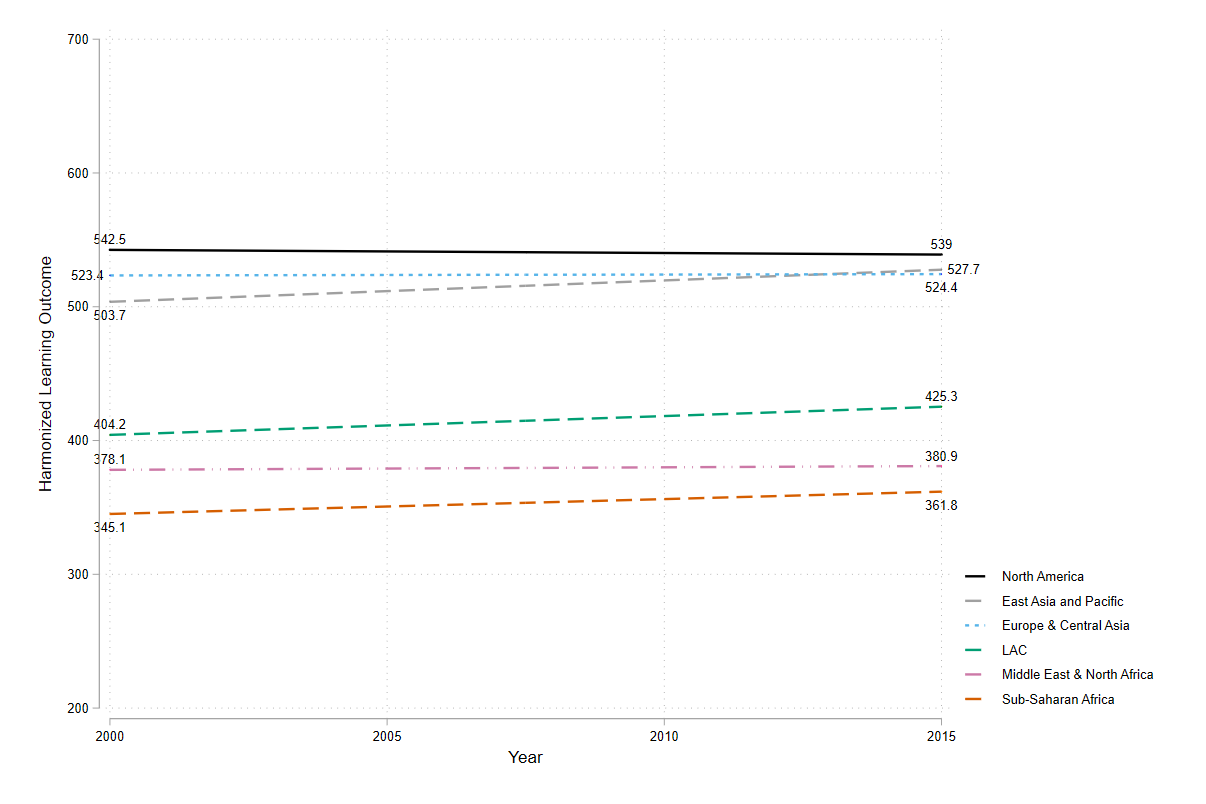 700
600
500
400
300
200
Harmonized Learning Outcome
542.5
523.4
503.7
404.2
378.1
345.1
539
527.7
524.4
425.3
380.9
361.8
2000 2005 2010 2015
Year
North America
East Asia and Pacific
Europe & Central Asia
LAC
Middle East & North Africa
Sub-Saharan Africa